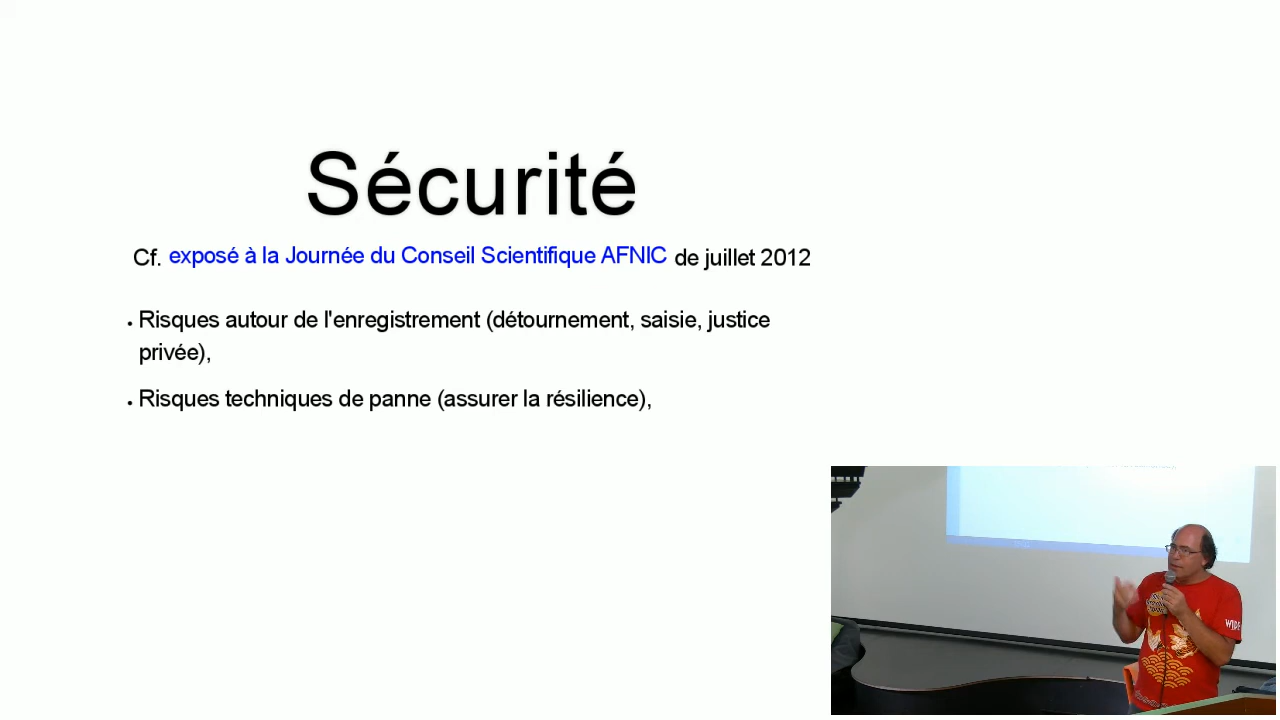 Sécurité
Cf. exposé à la Journée du Conseil Scientifique AFNIC de juillet 2012
• Risques autour de l'enregistrement (détournement, saisie, justice
privée),
• Risques techniques de panne (assurer la résilience),
WIDE